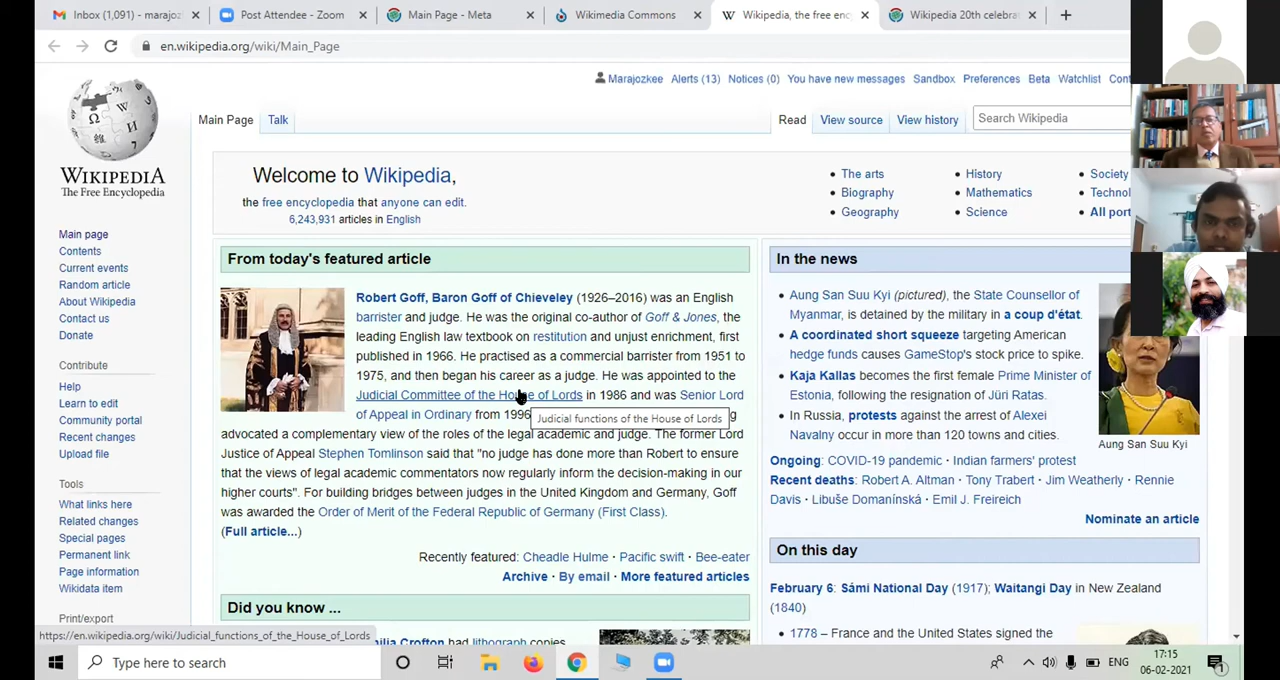 Inbox (1,091) - marajoz
Post Attendee - Zoom
Main Page - Meta
Wikimedia Commons
Wikipedia, the free enc
Wikipedia 20th celebrat
en.wikipedia.org/wiki/Main_Page
Marajozkee Alerts (13) Notices (0) You have new messages Sandbox Preferences Beta Watchlist Cont
Main Page Talk Read View source View history Search Wikipedia
WIKIPEDIA
The Free Encyclopedia
Main page
Contents
Current events
Random article
About Wikipedia
Contact us
Donate
Contribute
Help
Learn to edit
Community portal
Recent changes
Upload file
Tools
What links here
Related changes
Special pages
Permanent link
Page information
Wikidata item
Print/export
Welcome to Wikipedia,
the free encyclopedia that anyone can edit.
6,243,931 articles in English
The arts
Biography
Geography
History
Mathematics
Science
Society
Technol
All port
From today's featured article
Robert Goff, Baron Goff of Chieveley (1926–2016) was an English
barrister and judge. He was the original co-author of Goff & Jones, the
leading English law textbook on restitution and unjust enrichment, first
published in 1966. He practised as a commercial barrister from 1951 to
1975, and then began his career as a judge. He was appointed to the
Judicial Committee of the House of Lords in 1986 and was Senior Lord
of Appeal in Ordinary from 1996 g
Judicial functions of the House of Lords
advocated a complementary view of the roles of the legal academic and judge. The former Lord
Justice of Appeal Stephen Tomlinson said that "no judge has done more than Robert to ensure
that the views of legal academic commentators now regularly inform the decision-making in our
higher courts". For building bridges between judges in the United Kingdom and Germany, Goff
was awarded the Order of Merit of the Federal Republic of Germany (First Class).
(Full article...)
Recently featured: Cheadle Hulme · Pacific swift · Bee-eater
Archive · By email · More featured articles
Did you know ...
ilia Crofton had lithograph copies
In the news
Aung San Suu Kyi (pictured), the State Counsellor of
Myanmar, is detained by the military in a coup d'état.
A coordinated short squeeze targeting American
hedge funds causes GameStop's stock price to spike.
Kaja Kallas becomes the first female Prime Minister of
Estonia, following the resignation of Jüri Ratas.
In Russia, protests against the arrest of Alexei
Navalny occur in more than 120 towns and cities.
Aung San Suu Kyi
Ongoing: COVID-19 pandemic · Indian farmers' protest
Recent deaths: Robert A. Altman · Tony Trabert · Jim Weatherly · Rennie
Davis · Libuše Domanínská · Emil J. Freireich
Nominate an article
On this day
February 6: Sámi National Day (1917); Waitangi Day in New Zealand
(1840)
1778 – France and the United States signed the
https://en.wikipedia.org/wiki/Judicial_functions_of_the_House_of_Lords
Type here to search
ENG
17:15
06-02-2021
1